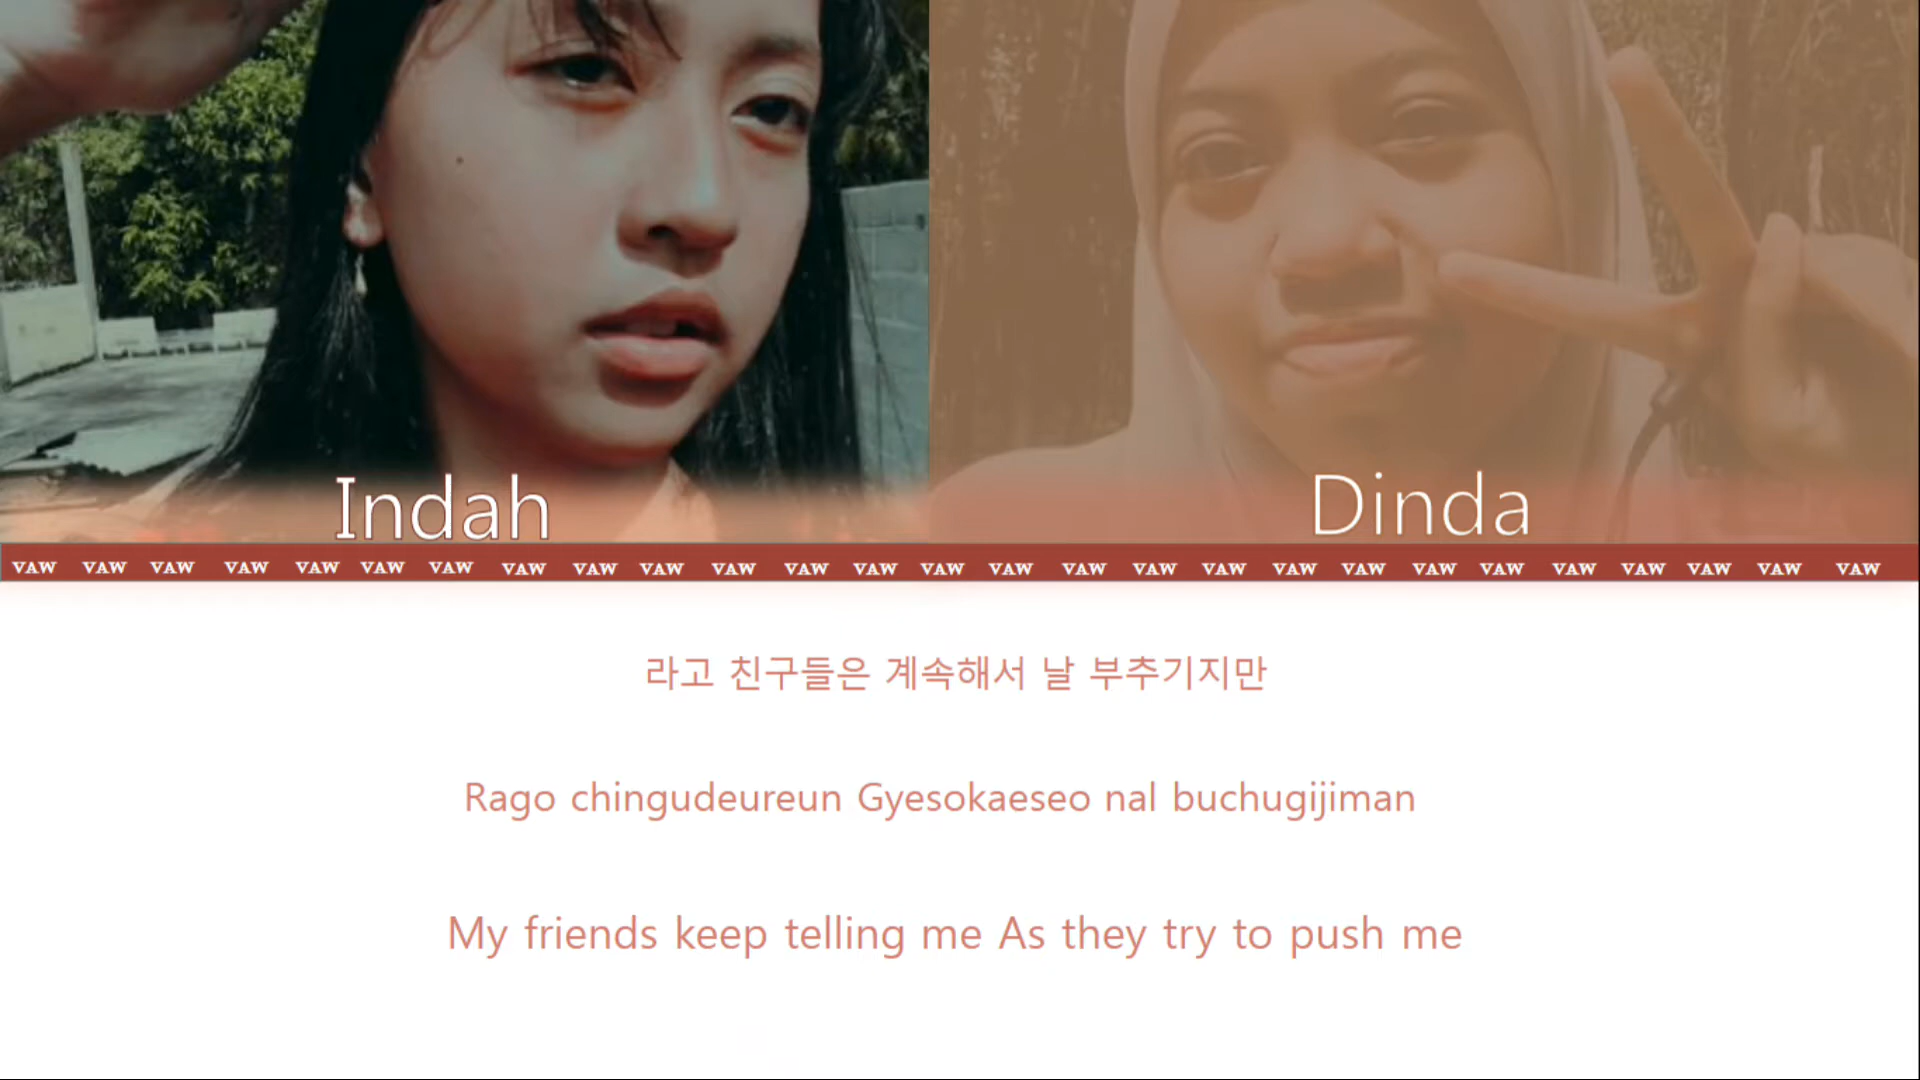 Indah Dinda
VAW VAW VAW VAW VAW VAW VAW VAW VAW VAW VAW VAW VAW VAW VAW VAW VAW VAW VAW VAW VAW VAW VAW VAW VAW VAW VAW
라고 친구들은 계속해서 날 부추기지만
Rago chingudeureun Gyesokaeseo nal buchugijiman
My friends keep telling me As they try to push me